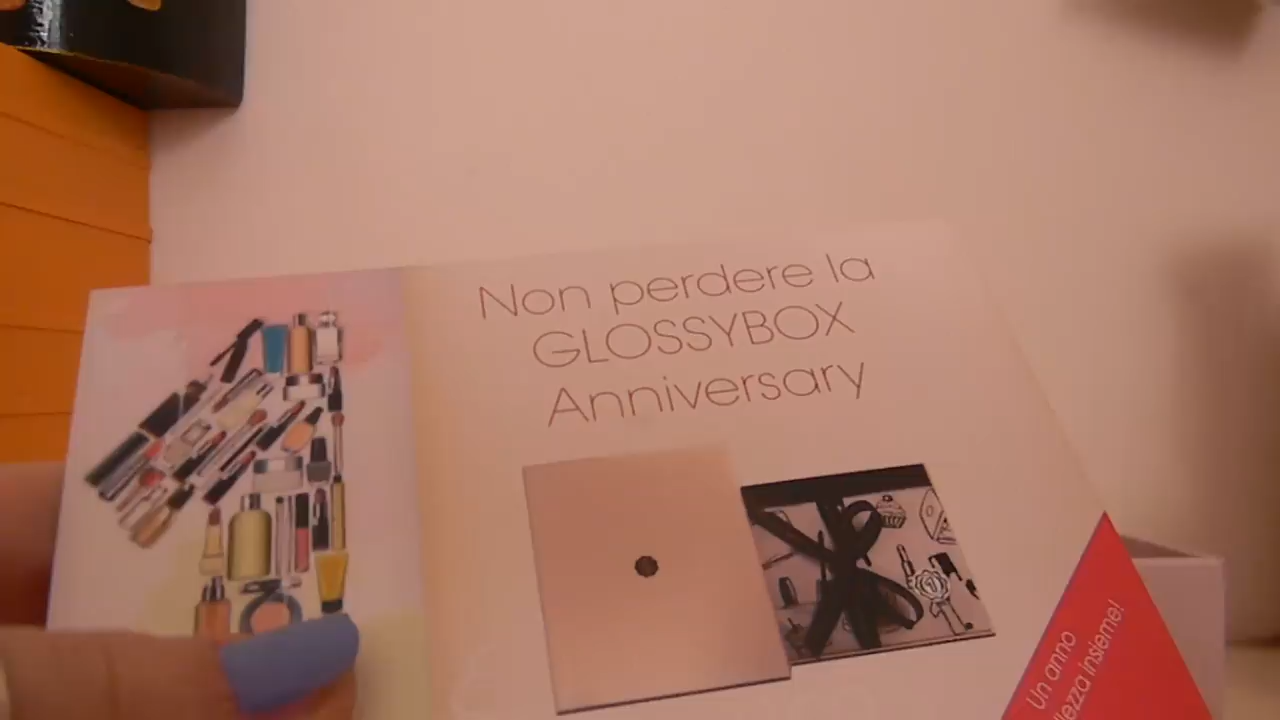 Non perdere la
GLOSSYBOX
Anniversary
Un anno
insieme!